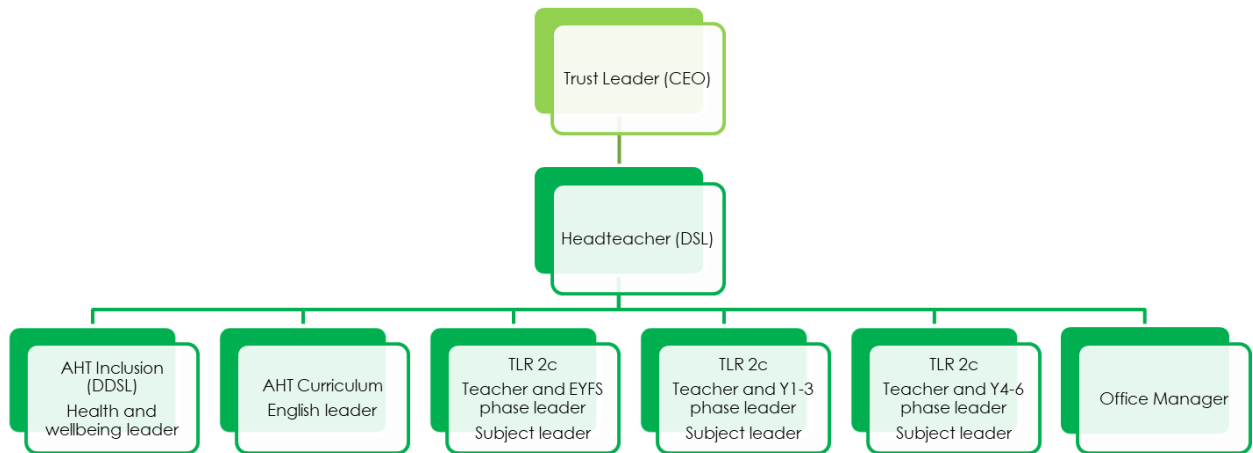 Trust Leader (CEO)
Headteacher (DSL)
AHT Inclusion
(DDSL)
Health and
wellbeing leader
AHT Curriculum
English leader
TLR 2c
Teacher and EYFS
phase leader
Subject leader
TLR 2c
Teacher and Y1-3
phase leader
Subject leader
TLR 2c
Teacher and Y4-6
phase leader
Subject leader
Office Manager